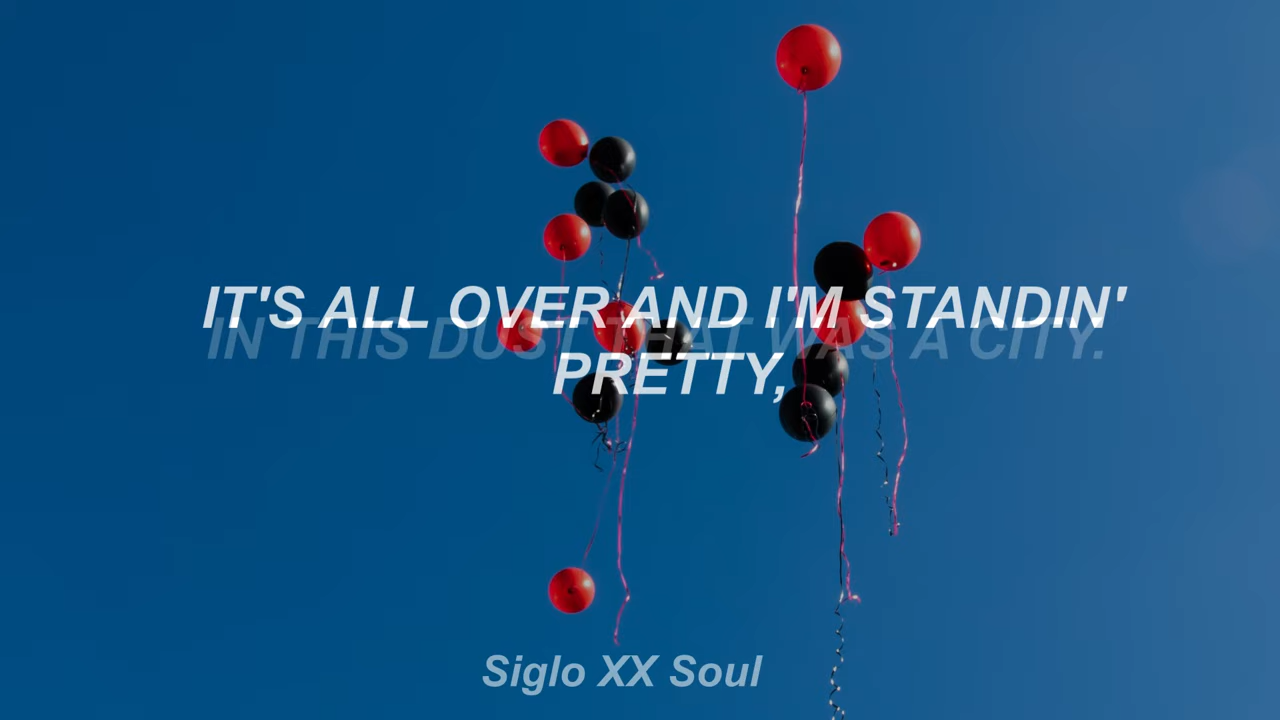 IT'S ALL OVER AND I'M STANDIN'
PRETTY,
IN THIS DUST THAT WAS A CITY.
Siglo XX Soul